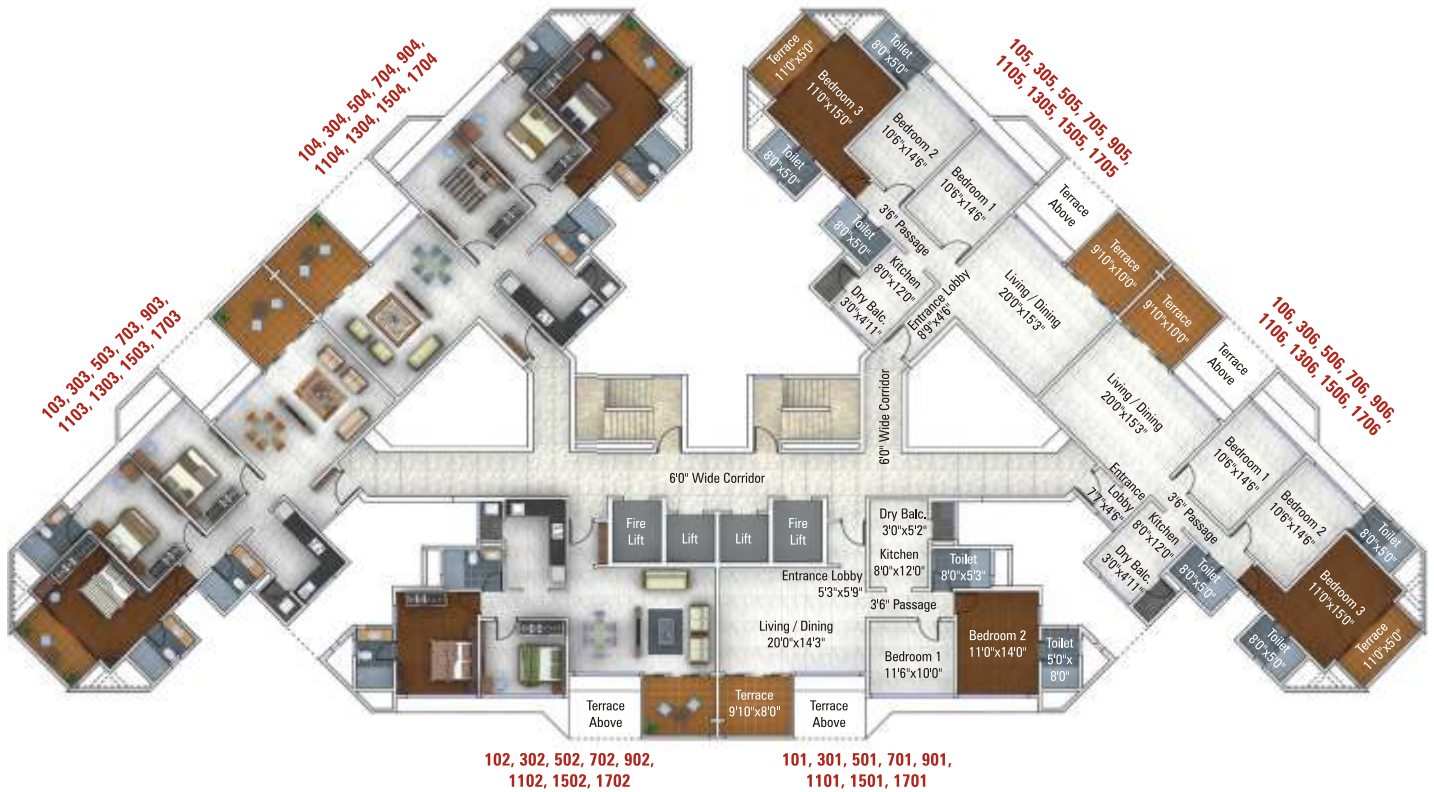 104, 304, 504, 704, 904,
1104, 1304, 1504, 1704
103, 303, 503, 703, 903,
1103, 1303, 1503, 1703
Terrace
11'0"x5'0"
Toilet
8'0"x5'0"
Bedroom 3
11'0"x15'0"
Toilet
8'0"x5'0"
Bedroom 2
10'6"x14'6"
Bedroom 1
10'6"x14'6"
3'6" Passage
Toilet
8'0"x5'0"
Kitchen
8'0"x12'0"
Dry Balc.
3'0"x4'11"
Entrance Lobby
8'9"x4'6"
Living / Dining
20'0"x15'3"
Terrace
Above
Terrace
9'10"x10'0"
105, 305, 505, 705, 905,
1105, 1305, 1505, 1705
Terrace
9'10"x10'0"
Terrace
Above
Living / Dining
20'0"x15'3"
Bedroom 1
10'6"x14'6"
Bedroom 2
10'6"x14'6"
Entrance
Lobby
7'7"x4'6"
3'6" Passage
Kitchen
8'0"x12'0"
Dry Balc.
3'0"x4'11"
Toilet
8'0"x5'0"
Toilet
8'0"x5'0"
Bedroom 3
11'0"x15'0"
Toilet
8'0"x5'0"
Terrace
11'0"x5'0"
106, 306, 506, 706, 906,
1106, 1306, 1506, 1706
6'0" Wide Corridor
6'0" Wide Corridor
Fire
Lift
Lift
Lift
Fire
Lift
Dry Balc.
3'0"x5'2"
Kitchen
8'0"x12'0"
Toilet
8'0"x5'3"
Entrance Lobby
5'3"x5'9"
3'6" Passage
Living / Dining
20'0"x14'3"
Bedroom 1
11'6"x10'0"
Bedroom 2
11'0"x14'0"
Toilet
5'0"x
8'0"
Terrace
Above
Terrace
9'10"x8'0"
Terrace
Above
102, 302, 502, 702, 902,
1102, 1502, 1702
101, 301, 501, 701, 901,
1101, 1501, 1701